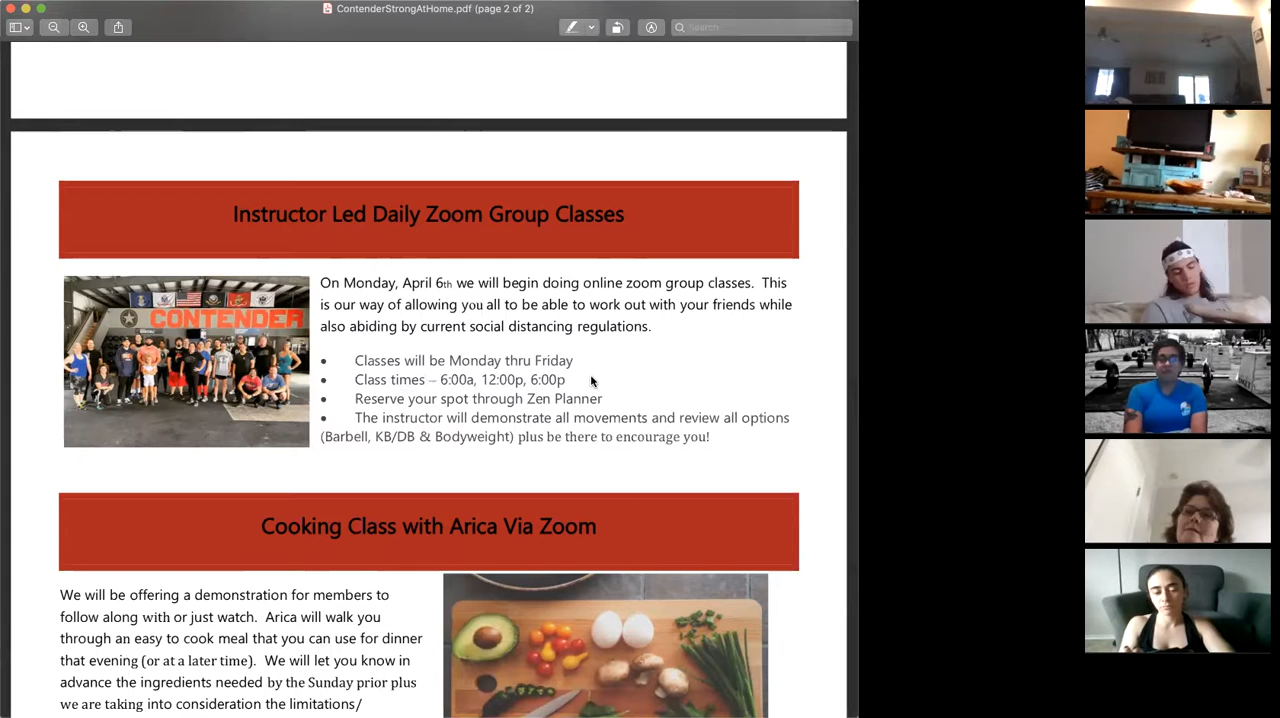 ContenderStrongAtHome.pdf (page 2 of 2)
Search
Instructor Led Daily Zoom Group Classes
CONTENDER
On Monday, April 6th we will begin doing online zoom group classes. This
is our way of allowing you all to be able to work out with your friends while
also abiding by current social distancing regulations.
• Classes will be Monday thru Friday
• Class times – 6:00a, 12:00p, 6:00p
• Reserve your spot through Zen Planner
• The instructor will demonstrate all movements and review all options
(Barbell, KB/DB & Bodyweight) plus be there to encourage you!
Cooking Class with Arica Via Zoom
We will be offering a demonstration for members to
follow along with or just watch. Arica will walk you
through an easy to cook meal that you can use for dinner
that evening (or at a later time). We will let you know in
advance the ingredients needed by the Sunday prior plus
we are taking into consideration the limitations/